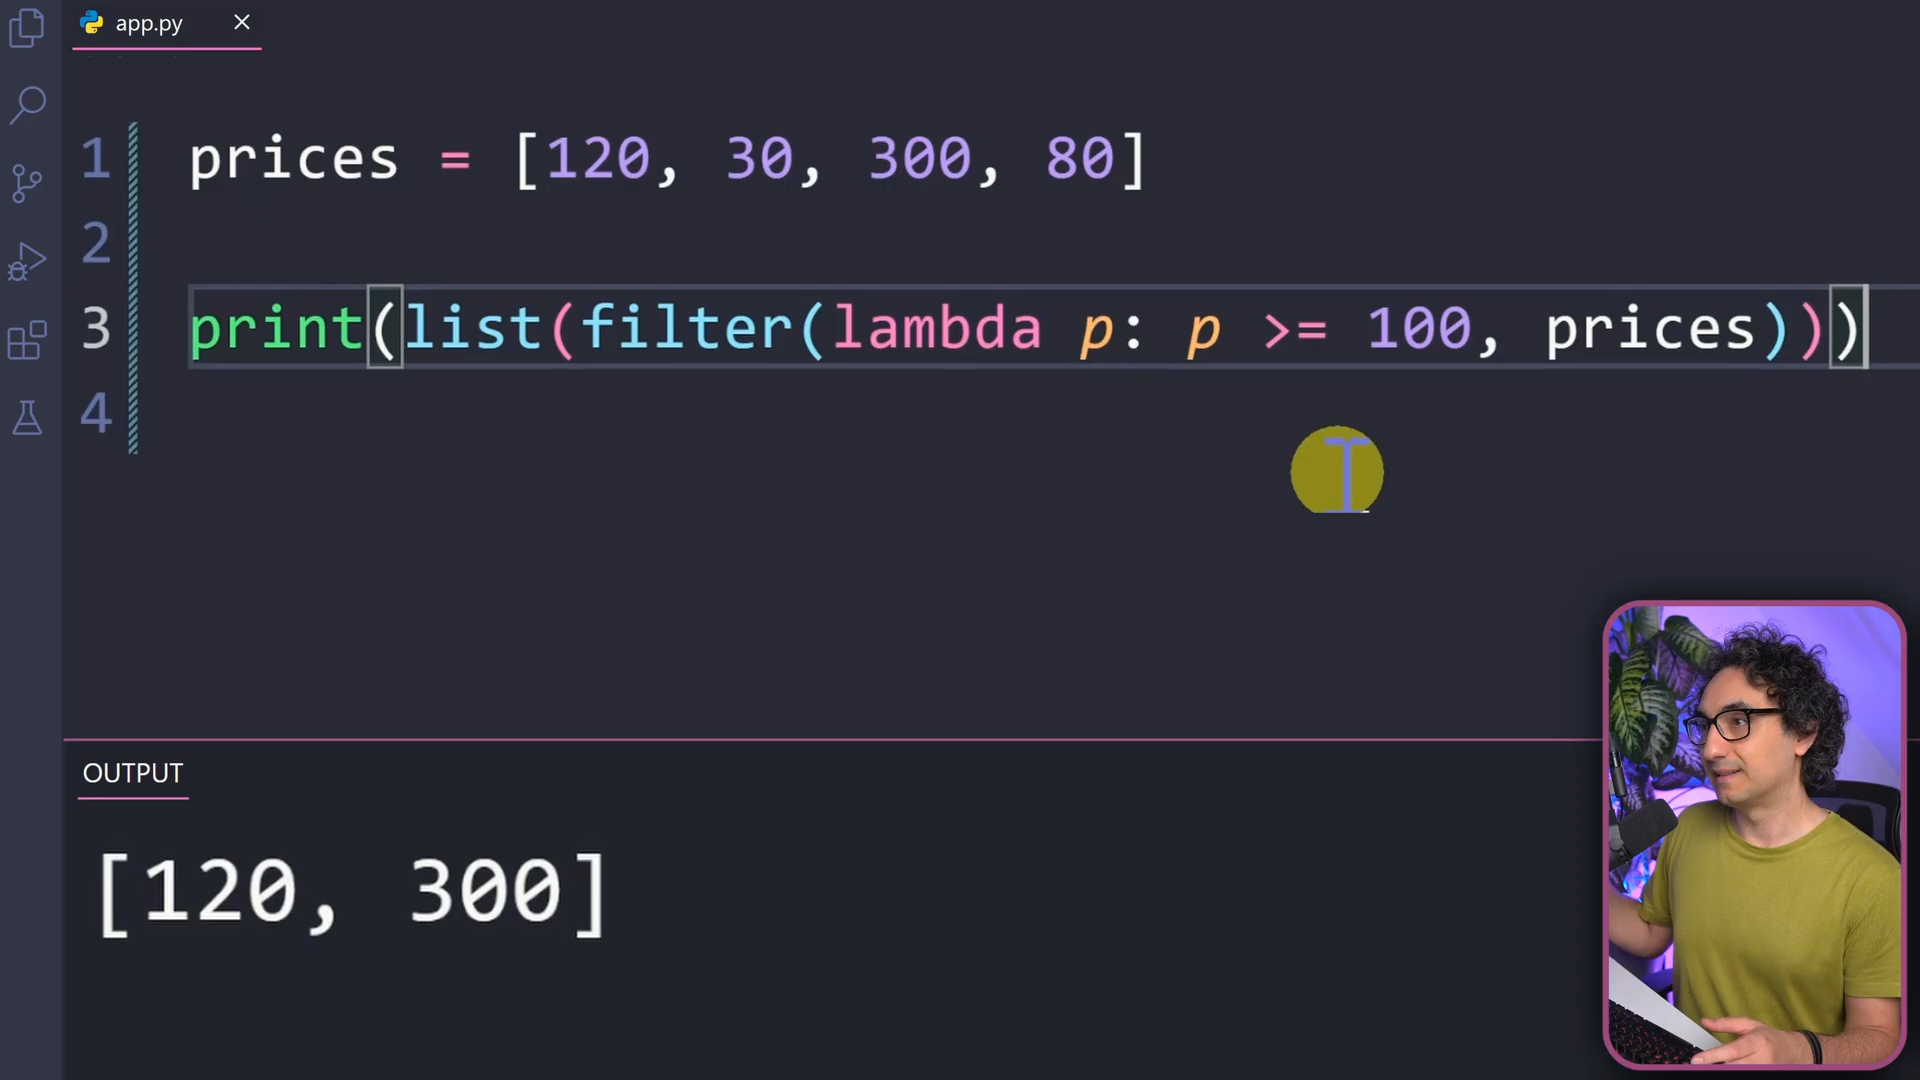 app.py
1 prices = [120, 30, 300, 80]
2
3 print(list(filter(lambda p: p >= 100, prices)))
4
OUTPUT
[120, 300]